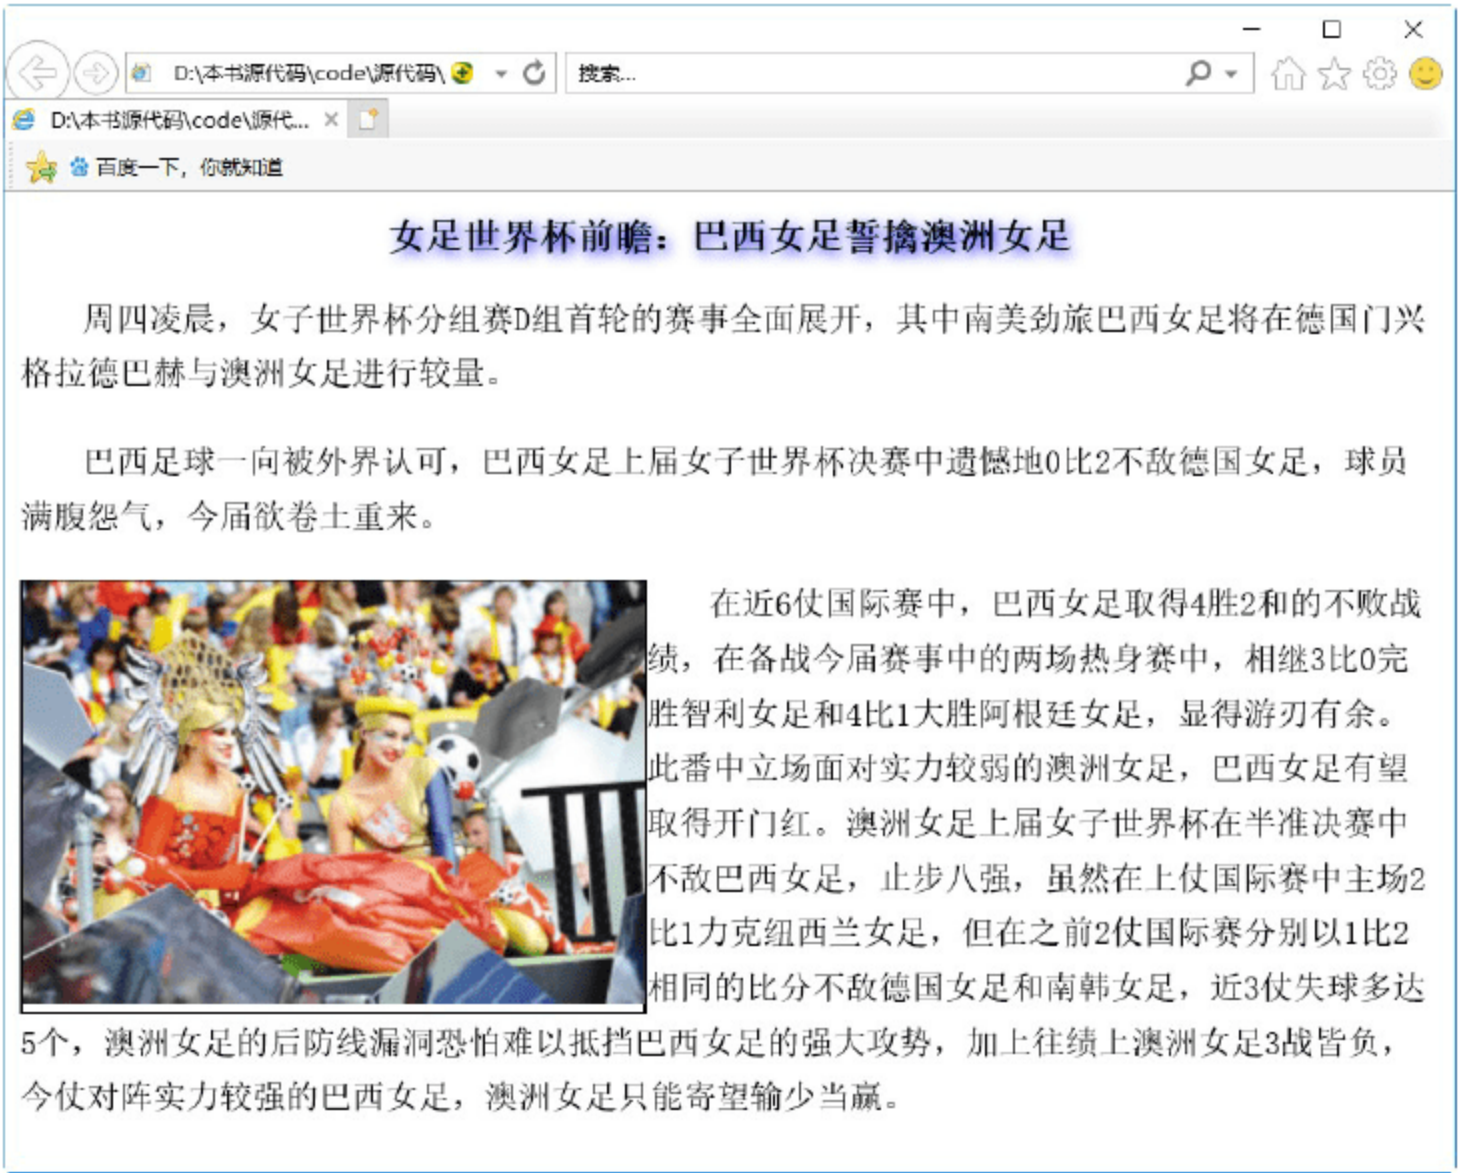 D:\本书源代码\code\源代码\
搜索...
D:\本书源代码\code\源代...
百度一下，你就知道
女足世界杯前瞻：巴西女足誓擒澳洲女足
周四凌晨，女子世界杯分组赛D组首轮的赛事全面展开，其中南美劲旅巴西女足将在德国门兴
格拉德巴赫与澳洲女足进行较量。
巴西足球一向被外界认可，巴西女足上届女子世界杯决赛中遗憾地0比2不敌德国女足，球员
满腹怨气，今届欲卷土重来。
在近6仗国际赛中，巴西女足取得4胜2和的不败战
绩，在备战今届赛事中的两场热身赛中，相继3比0完
胜智利女足和4比1大胜阿根廷女足，显得游刃有余。
此番中立场面对实力较弱的澳洲女足，巴西女足有望
取得开门红。澳洲女足上届女子世界杯在半准决赛中
不敌巴西女足，止步八强，虽然在上仗国际赛中主场2
比1力克纽西兰女足，但在之前2仗国际赛分别以1比2
相同的比分不敌德国女足和南韩女足，近3仗失球多达
5个，澳洲女足的后防线漏洞恐怕难以抵挡巴西女足的强大攻势，加上往绩上澳洲女足3战皆负，
今仗对阵实力较强的巴西女足，澳洲女足只能寄望输少当赢。